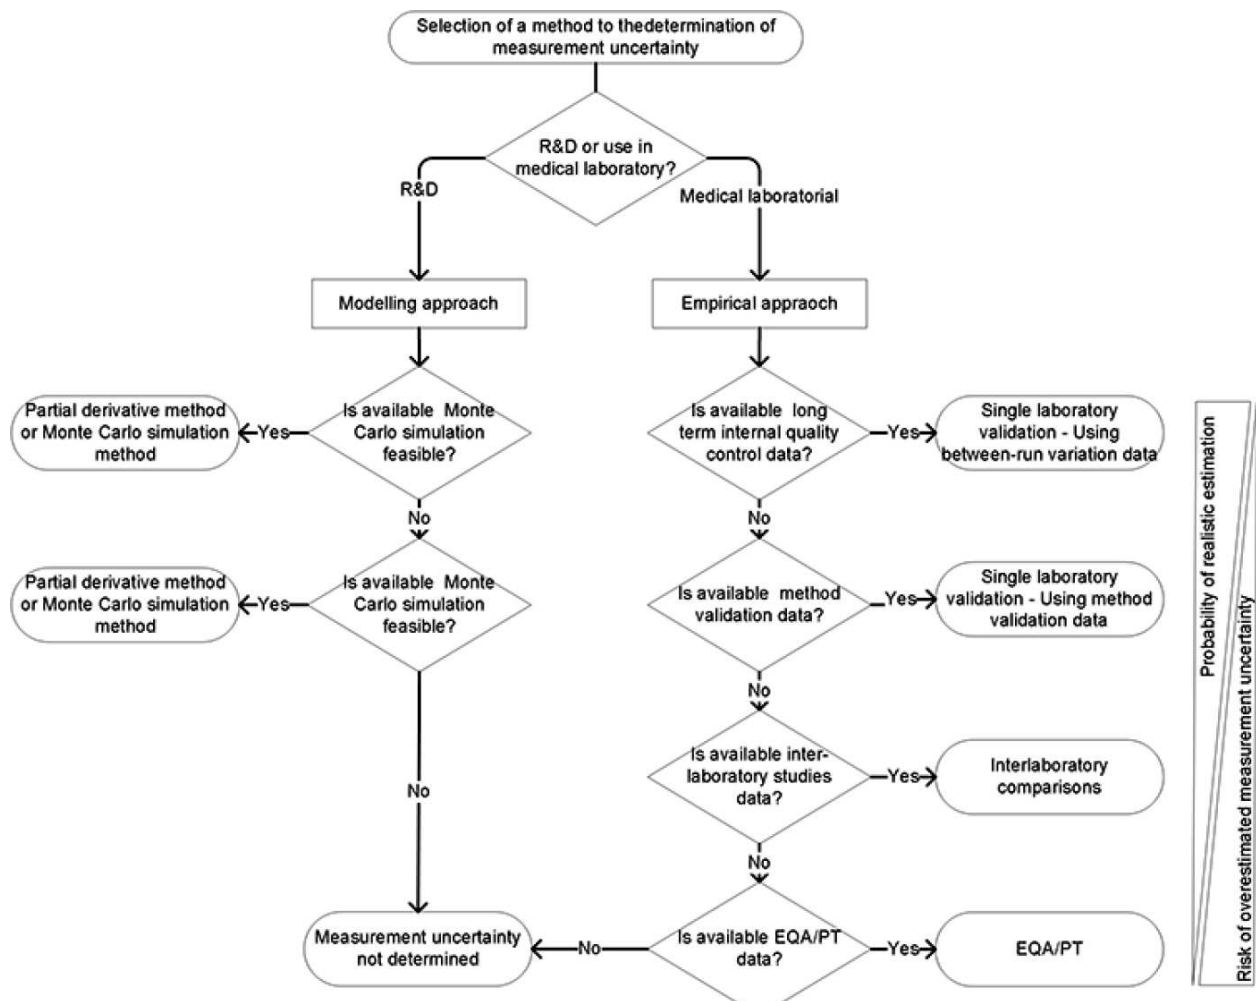 Selection of a method to thedetermination of
measurement uncertainty
R&D or use in
medical laboratory?
R&D
Medical laboratorial
Modelling approach
Empirical appraoch
Partial derivative method
or Monte Carlo simulation
method
Yes
Is available Monte
Carlo simulation
feasible?
Is available long
term internal quality
control data?
Yes
Single laboratory
validation - Using
between-run variation data
No
No
Partial derivative method
or Monte Carlo simulation
method
Yes
Is available Monte
Carlo simulation
feasible?
Is available method
validation data?
Yes
Single laboratory
validation - Using method
validation data
No
No
Is available inter-
laboratory studies
data?
Yes
Interlaboratory
comparisons
No
Measurement uncertainty
not determined
No
Is available EQA/PT
data?
Yes
EQA/PT
Probability of realistic estimation
Risk of overestimated measurement uncertainty